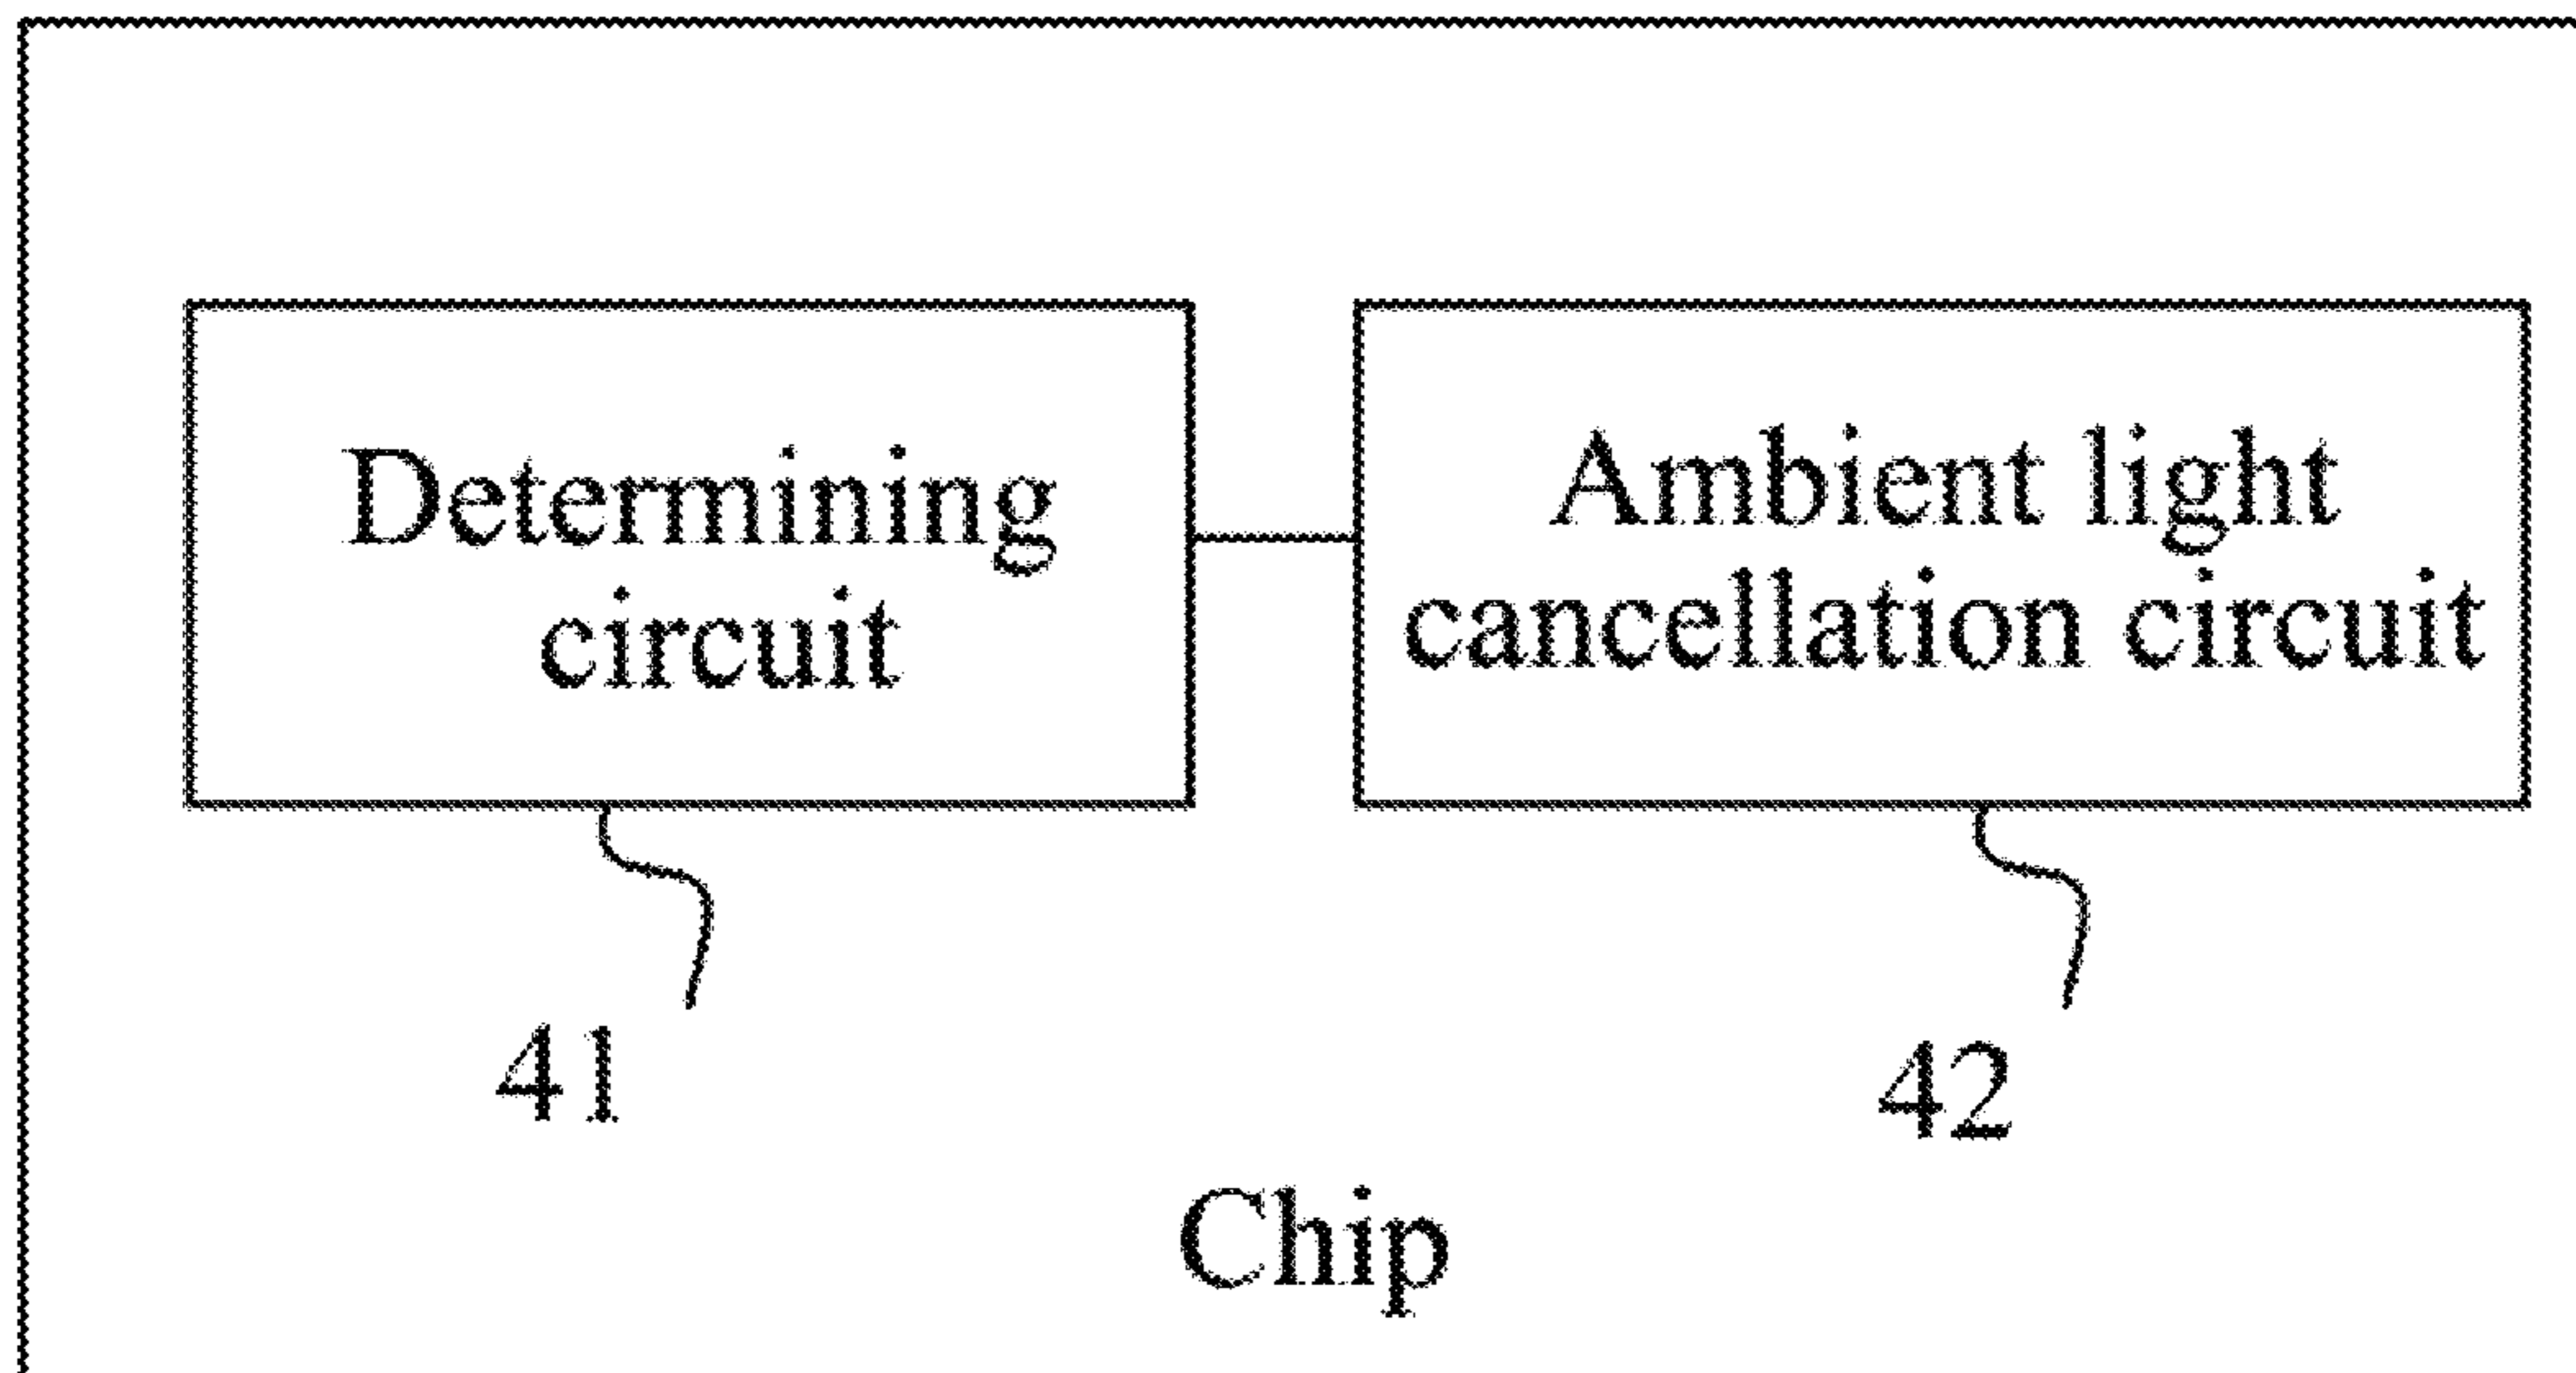 Determining
circuit
Ambient light
cancellation circuit
41
42
Chip